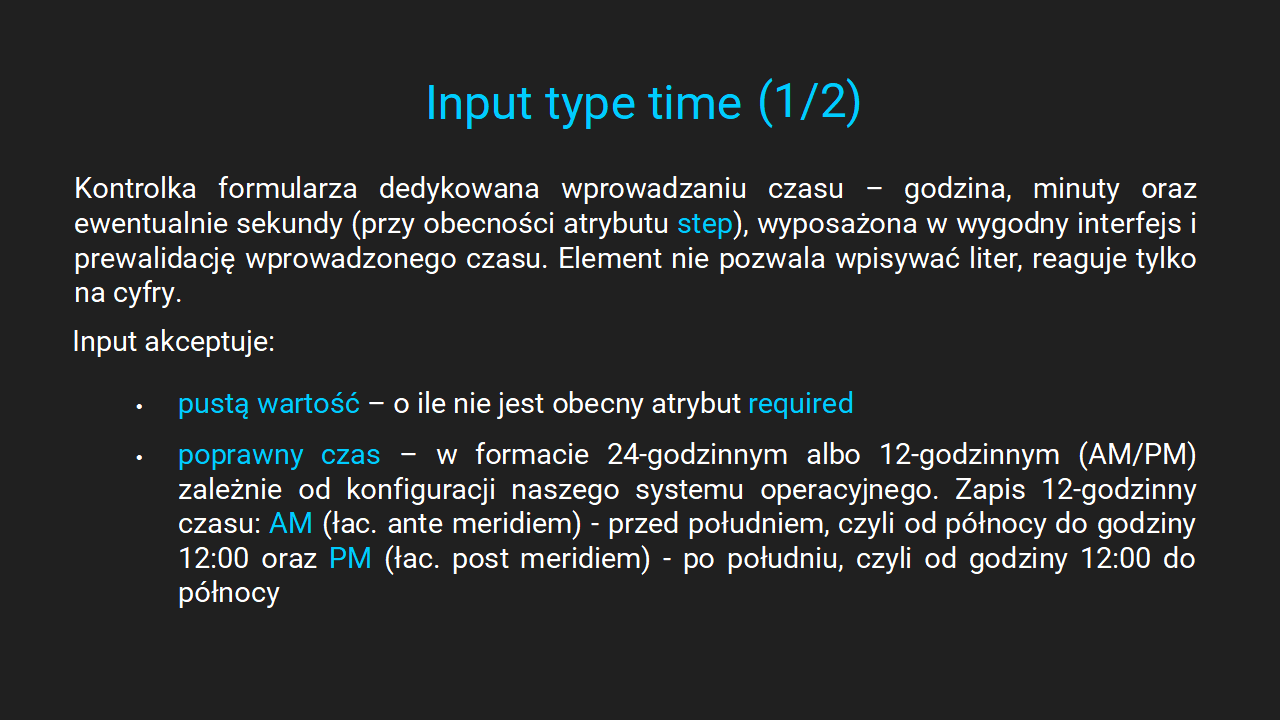 Input type time (1/2)
Kontrolka formularza dedykowana wprowadzaniu czasu – godzina, minuty oraz
ewentualnie sekundy (przy obecności atrybutu step), wyposażona w wygodny interfejs i
prewalidację wprowadzonego czasu. Element nie pozwala wpisywać liter, reaguje tylko
na cyfry.
Input akceptuje:
• pustą wartość – o ile nie jest obecny atrybut required
• poprawny czas – w formacie 24-godzinnym albo 12-godzinnym (AM/PM)
zależnie od konfiguracji naszego systemu operacyjnego. Zapis 12-godzinny
czasu: AM (łac. ante meridiem) - przed południem, czyli od północy do godziny
12:00 oraz PM (łac. post meridiem) - po południu, czyli od godziny 12:00 do
północy